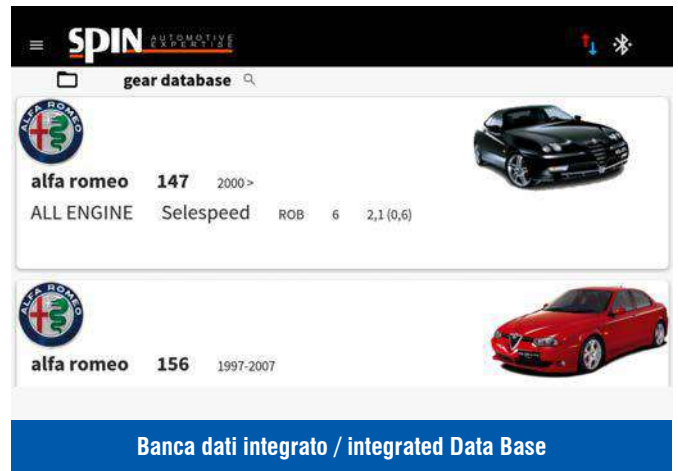 SPIN AUTOMOTIVE
EXPERTISE
gear database
ALFA ROMEO
alfa romeo 147 2000 >
ALL ENGINE Selespeed ROB 6 2,1 (0,6)
ALFA ROMEO
alfa romeo 156 1997-2007
Banca dati integrato / integrated Data Base